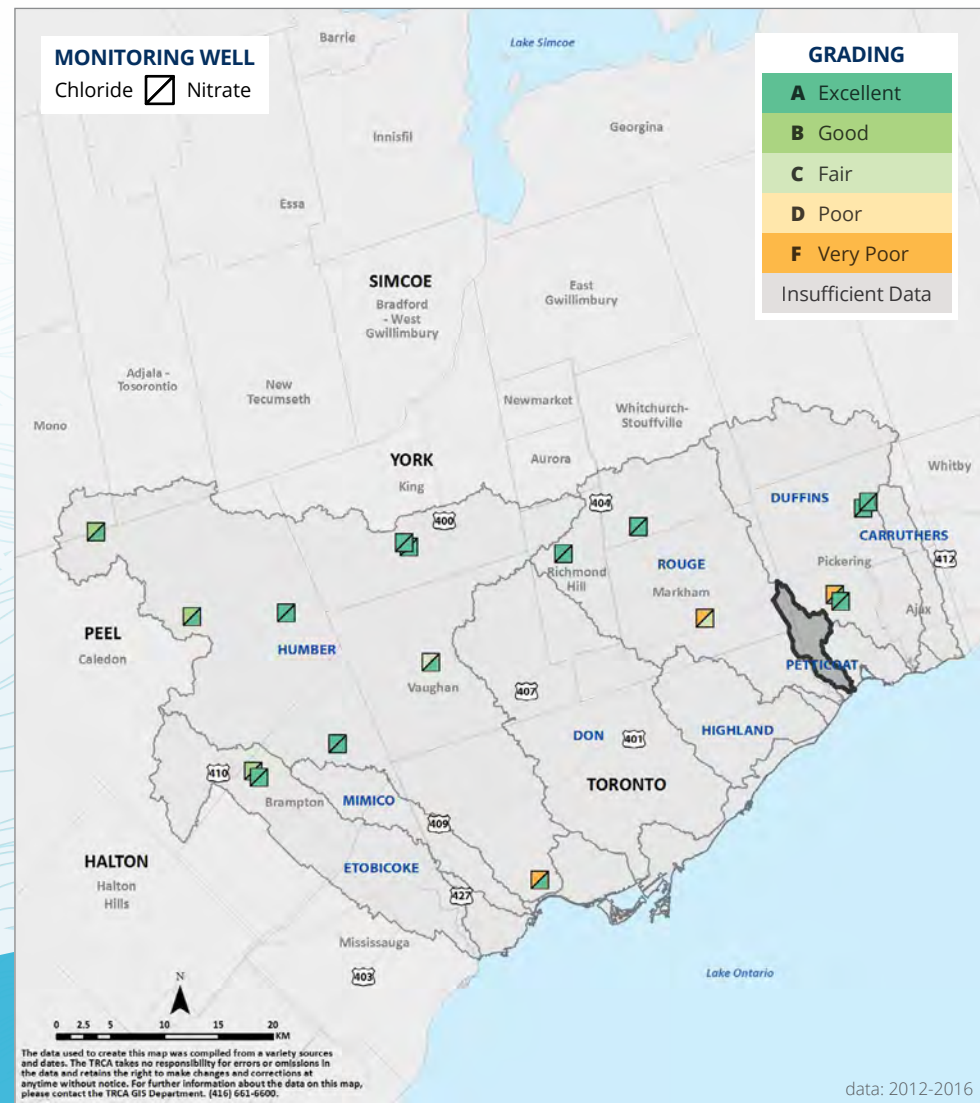 MONITORING WELL
Chloride Nitrate
GRADING
A Excellent
B Good
C Fair
D Poor
F Very Poor
Insufficient Data
Barrie
Lake Simcoe
Innisfil
Georgina
Essa
SIMCOE
Bradford
- West
Gwillimbury
East
Gwillimbury
Adjala -
Tosorontio
New
Tecumseth
Newmarket
Whitchurch-
Stouffville
Mono
YORK
King
Aurora
Whitby
404
DUFFINS
400
CARRUTHERS
412
Richmond
Hill
ROUGE
Markham
Pickering
Ajax
PEEL
Caledon
HUMBER
Vaughan
PETTICOAT
407
DON
401
HIGHLAND
410
Brampton
MIMICO
TORONTO
409
HALTON
Halton
Hills
ETOBICOKE
427
Mississauga
403
Lake Ontario
N
0 2.5 5 10 15 20
KM
The data used to create this map was compiled from a variety sources
and dates. The TRCA takes no responsibility for errors or omissions in
the data and retains the right to make changes and corrections at
anytime without notice. For further information about the data on this map,
please contact the TRCA GIS Department. (416) 661-6600.
data: 2012-2016